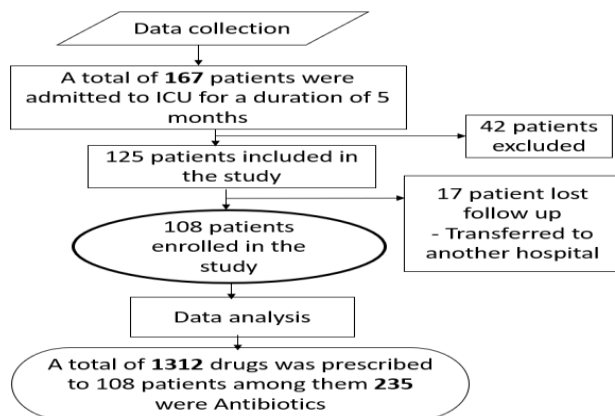 Data collection
A total of 167 patients were
admitted to ICU for a duration of 5
months
42 patients
excluded
125 patients included in
the study
17 patient lost
follow up
- Transferred to
another hospital
108 patients
enrolled in the
study
Data analysis
A total of 1312 drugs was prescribed
to 108 patients among them 235
were Antibiotics